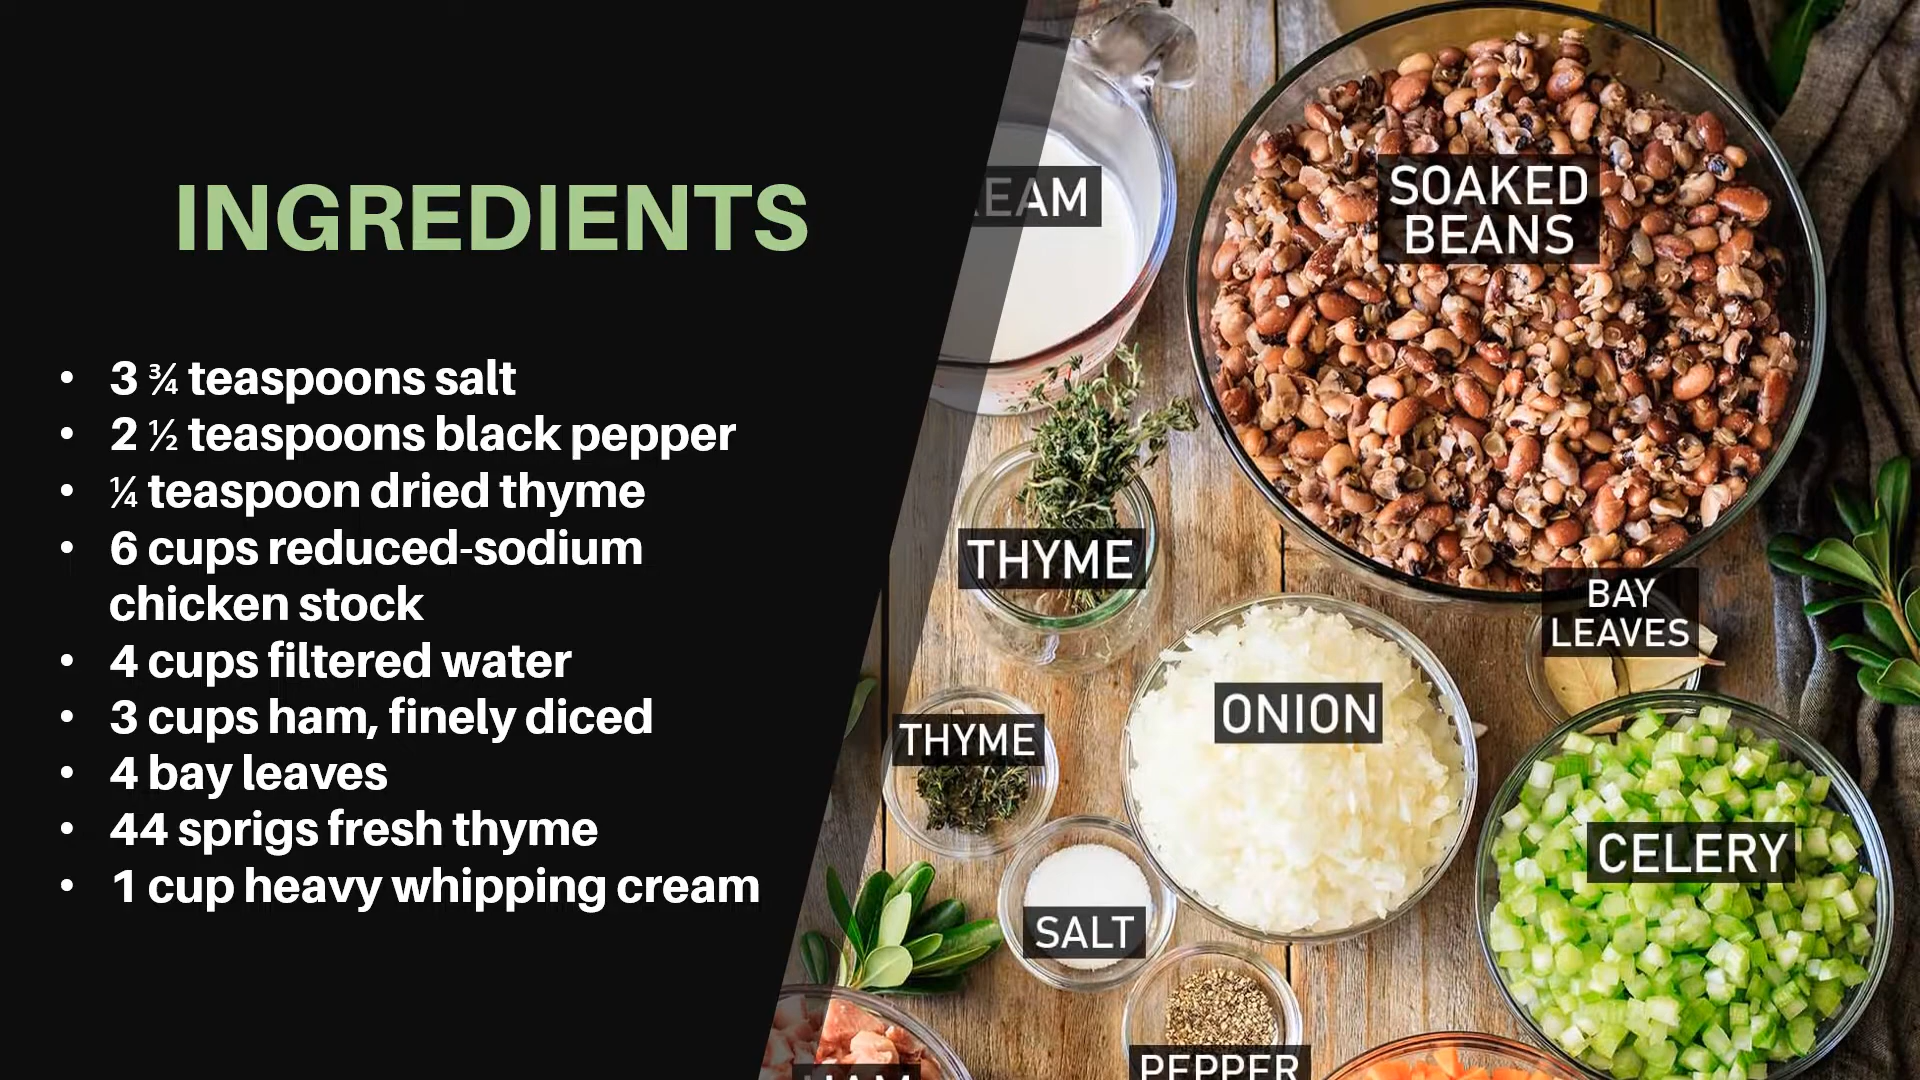 INGREDIENTS
• 3 ¾ teaspoons salt
• 2 ½ teaspoons black pepper
• ¼ teaspoon dried thyme
• 6 cups reduced-sodium
chicken stock
• 4 cups filtered water
• 3 cups ham, finely diced
• 4 bay leaves
• 44 sprigs fresh thyme
• 1 cup heavy whipping cream
EAM
SOAKED
BEANS
THYME
BAY
LEAVES
ONION
THYME
CELERY
SALT
PEPPER
HAM